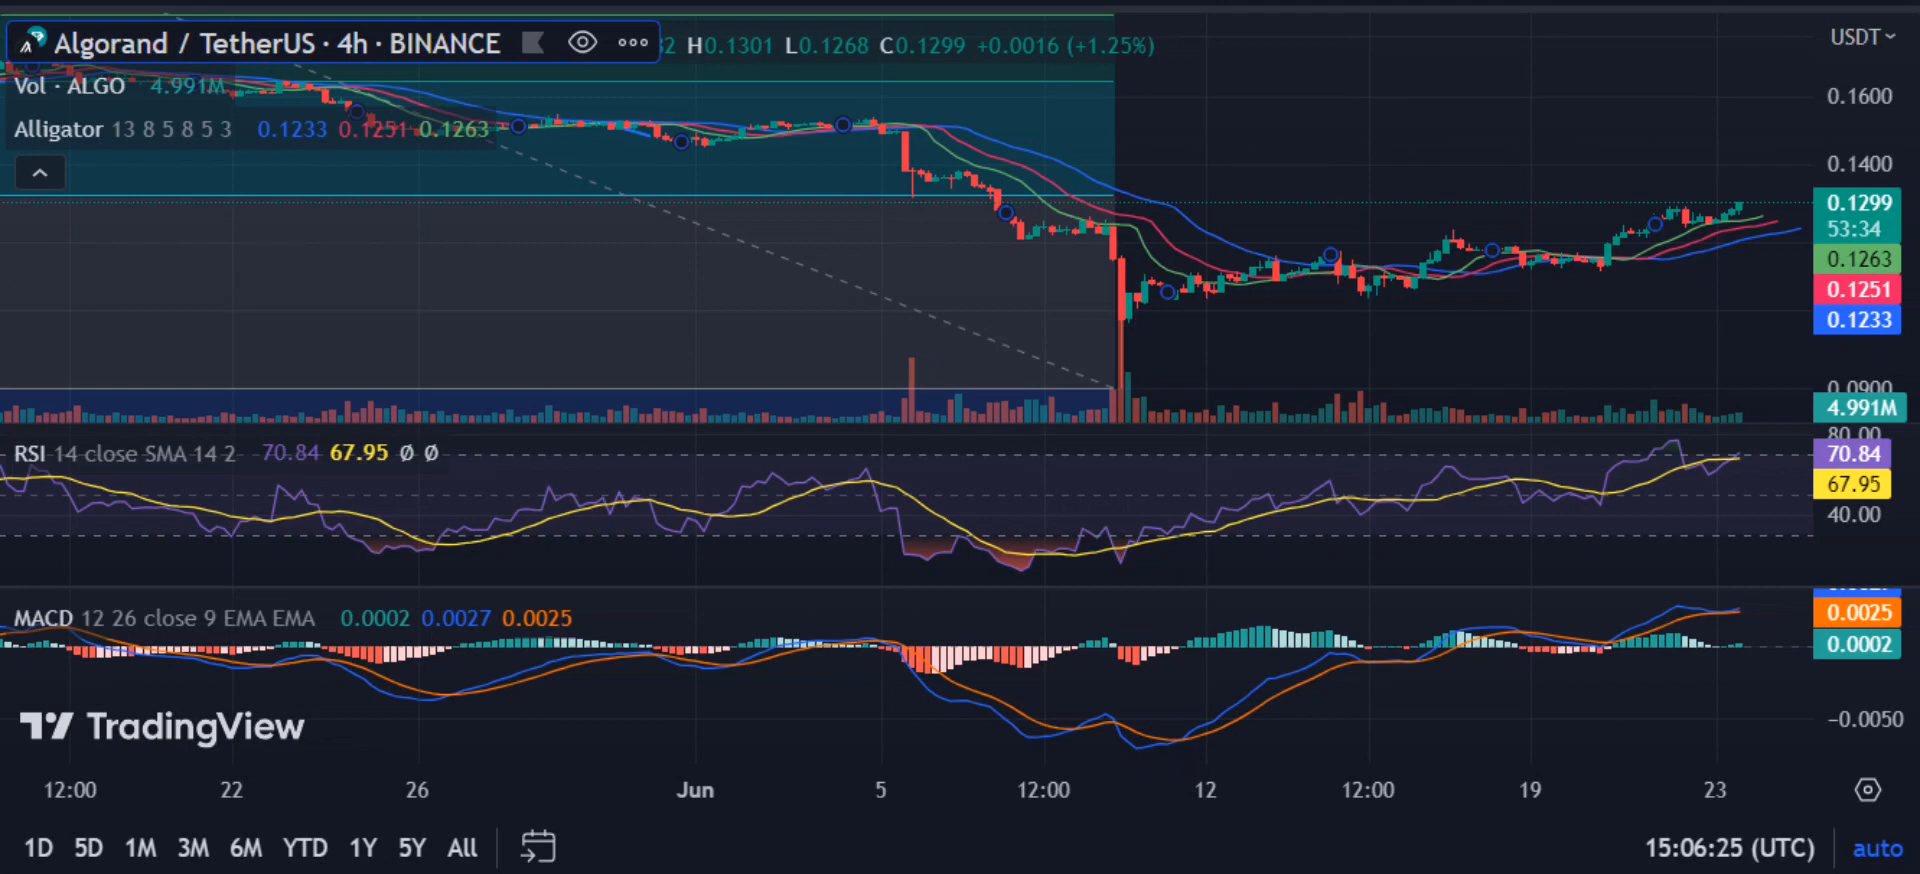 Algorand / TetherUS · 4h · BINANCE H0.1301 L0.1268 C0.1299 +0.0016 (+1.25%)
USDT
Vol · ALGO 4.991M
Alligator 13 8 5 8 5 3 0.1233 0.1251 0.1263
0.1600
0.1400
0.1299
53:34
0.1263
0.1251
0.1233
0.0900
4.991M
80.00
RSI 14 close SMA 14 2 70.84 67.95 Ø Ø
70.84
67.95
40.00
MACD 12 26 close 9 EMA EMA 0.0002 0.0027 0.0025
0.0025
0.0002
−0.0050
TradingView
12:00 22 26 Jun 5 12:00 12 12:00 19 23
1D 5D 1M 3M 6M YTD 1Y 5Y All
15:06:25 (UTC) auto